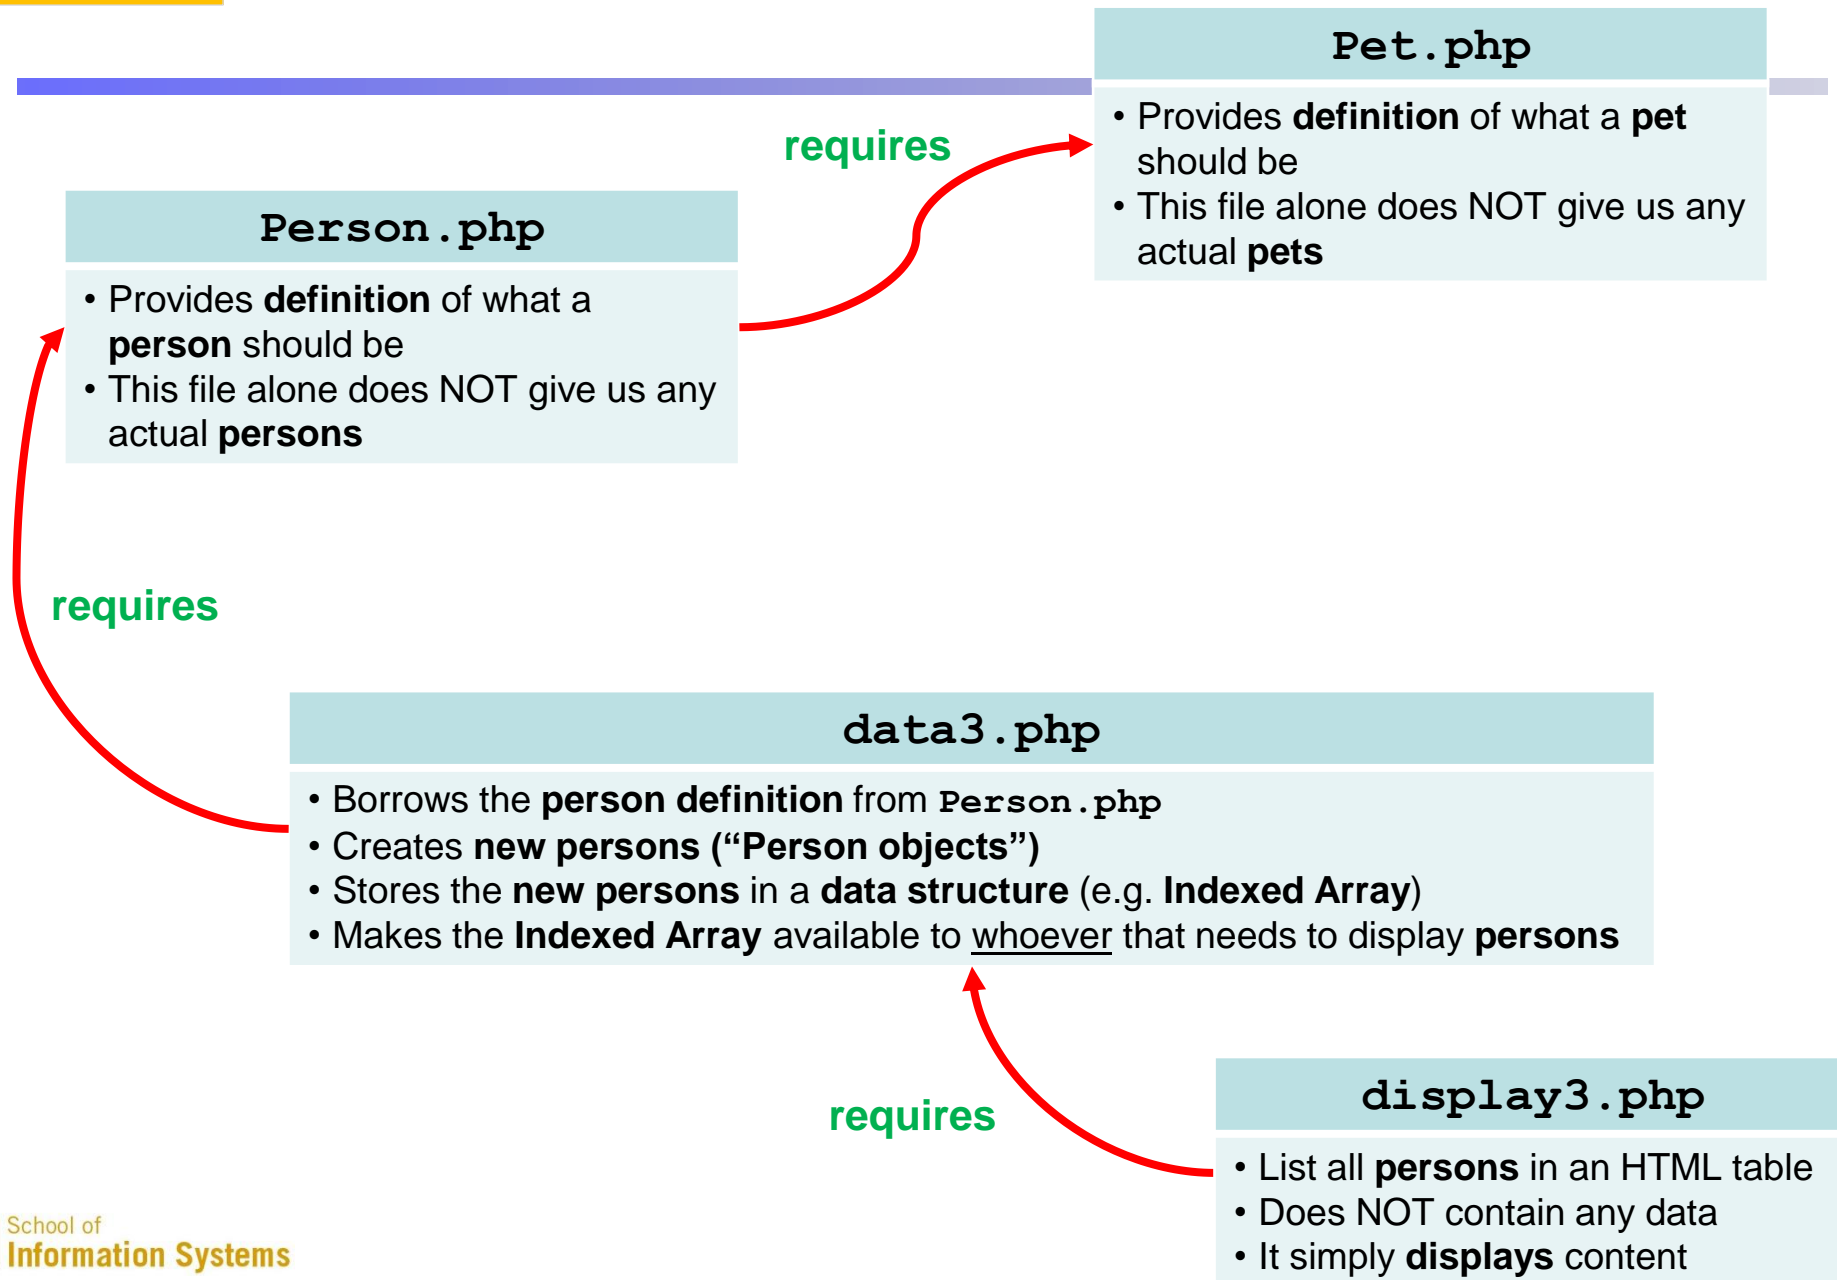 Pet.php
• Provides definition of what a pet
should be
• This file alone does NOT give us any
actual pets
requires
Person.php
• Provides definition of what a
person should be
• This file alone does NOT give us any
actual persons
requires
data3.php
• Borrows the person definition from Person.php
• Creates new persons (“Person objects”)
• Stores the new persons in a data structure (e.g. Indexed Array)
• Makes the Indexed Array available to whoever that needs to display persons
requires
display3.php
• List all persons in an HTML table
• Does NOT contain any data
• It simply displays content
School of
Information Systems